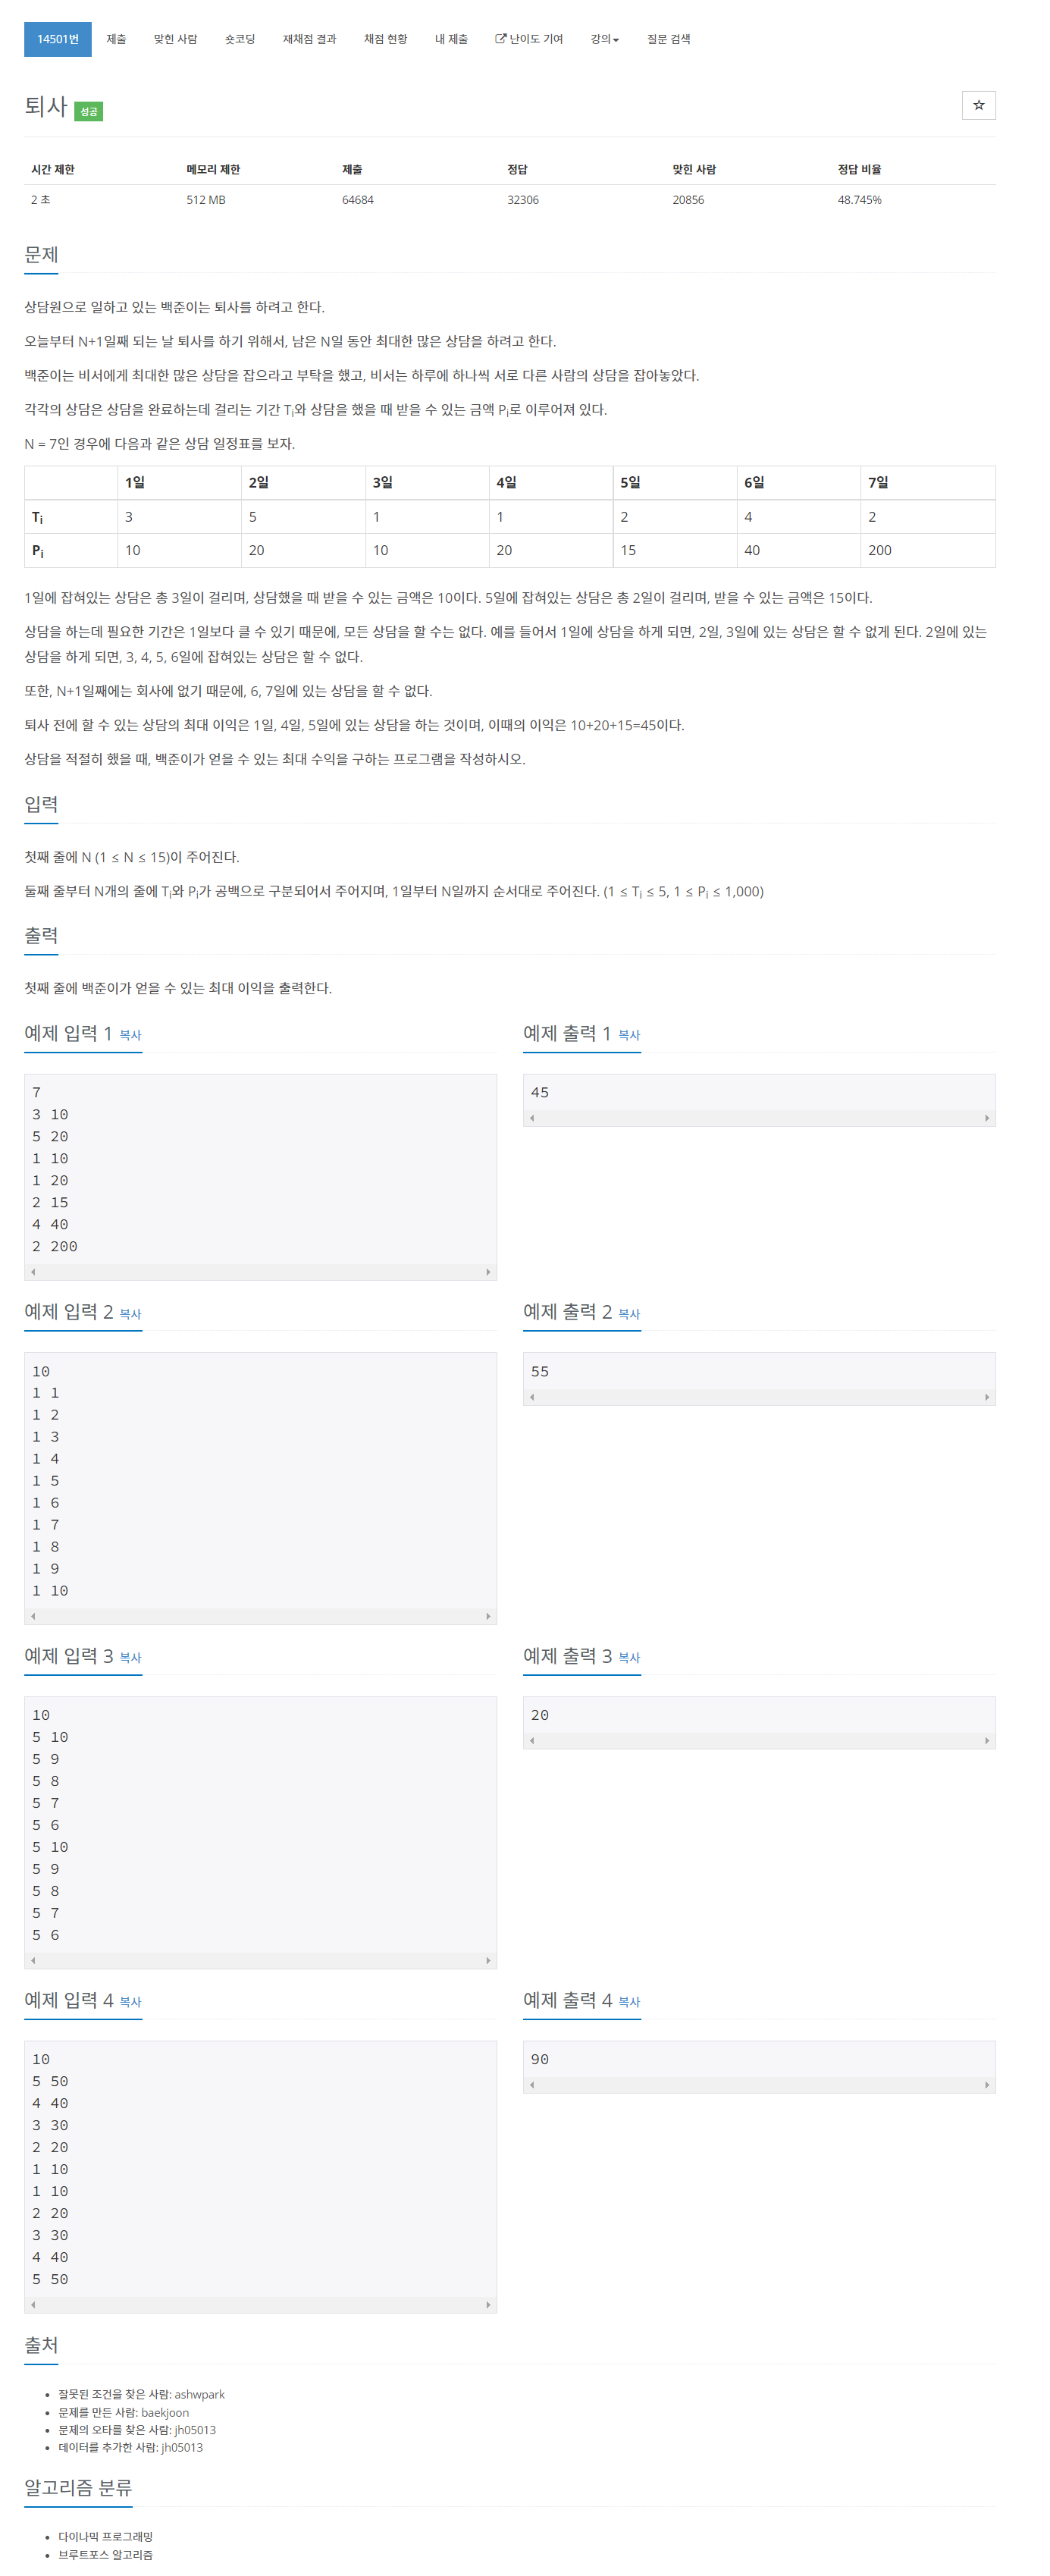 14501번 제출 맞힌 사람 숏코딩 재채점 결과 채점 현황 내 제출 난이도 기여 강의 질문 검색
퇴사 성공
시간 제한 메모리 제한 제출 정답 맞힌 사람 정답 비율
2 초 512 MB 64684 32306 20856 48.745%
문제
상담원으로 일하고 있는 백준이는 퇴사를 하려고 한다.
오늘부터 N+1일째 되는 날 퇴사를 하기 위해서, 남은 N일 동안 최대한 많은 상담을 하려고 한다.
백준이는 비서에게 최대한 많은 상담을 잡으라고 부탁을 했고, 비서는 하루에 하나씩 서로 다른 사람의 상담을 잡아놓았다.
각각의 상담은 상담을 완료하는데 걸리는 기간 Ti와 상담을 했을 때 받을 수 있는 금액 Pi로 이루어져 있다.
N = 7인 경우에 다음과 같은 상담 일정표를 보자.
1일 2일 3일 4일 5일 6일 7일
Ti 3 5 1 1 2 4 2
Pi 10 20 10 20 15 40 200
1일에 잡혀있는 상담은 총 3일이 걸리며, 상담했을 때 받을 수 있는 금액은 10이다. 5일에 잡혀있는 상담은 총 2일이 걸리며, 받을 수 있는 금액은 15이다.
상담을 하는데 필요한 기간은 1일보다 클 수 있기 때문에, 모든 상담을 할 수는 없다. 예를 들어서 1일에 상담을 하게 되면, 2일, 3일에 있는 상담은 할 수 없게 된다. 2일에 있는
상담을 하게 되면, 3, 4, 5, 6일에 잡혀있는 상담은 할 수 없다.
또한, N+1일째에는 회사에 없기 때문에, 6, 7일에 있는 상담을 할 수 없다.
퇴사 전에 할 수 있는 상담의 최대 이익은 1일, 4일, 5일에 있는 상담을 하는 것이며, 이때의 이익은 10+20+15=45이다.
상담을 적절히 했을 때, 백준이가 얻을 수 있는 최대 수익을 구하는 프로그램을 작성하시오.
입력
첫째 줄에 N (1 ≤ N ≤ 15)이 주어진다.
둘째 줄부터 N개의 줄에 Ti와 Pi가 공백으로 구분되어서 주어지며, 1일부터 N일까지 순서대로 주어진다. (1 ≤ Ti ≤ 5, 1 ≤ Pi ≤ 1,000)
출력
첫째 줄에 백준이가 얻을 수 있는 최대 이익을 출력한다.
예제 입력 1 복사
7
3 10
5 20
1 10
1 20
2 15
4 40
2 200
예제 출력 1 복사
45
예제 입력 2 복사
10
1 1
1 2
1 3
1 4
1 5
1 6
1 7
1 8
1 9
1 10
예제 출력 2 복사
55
예제 입력 3 복사
10
5 10
5 9
5 8
5 7
5 6
5 10
5 9
5 8
5 7
5 6
예제 출력 3 복사
20
예제 입력 4 복사
10
5 50
4 40
3 30
2 20
1 10
1 10
2 20
3 30
4 40
5 50
예제 출력 4 복사
90
출처
잘못된 조건을 찾은 사람: ashwpark
문제를 만든 사람: baekjoon
문제의 오타를 찾은 사람: jh05013
데이터를 추가한 사람: jh05013
알고리즘 분류
다이나믹 프로그래밍
브루트포스 알고리즘